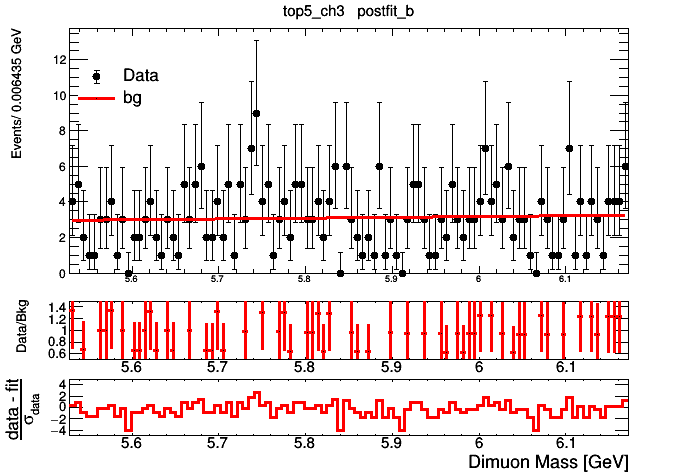 top5_ch3 postfit_b
Events/ 0.006435 GeV
12
10
8
6
4
2
0
Data
bg
5.6 5.7 5.8 5.9 6 6.1
Data/Bkg
1.4
1.2
1
0.8
0.6
5.6 5.7 5.8 5.9 6 6.1
data - fit
σdata
4
2
0
−2
−4
5.6 5.7 5.8 5.9 6 6.1
Dimuon Mass [GeV]